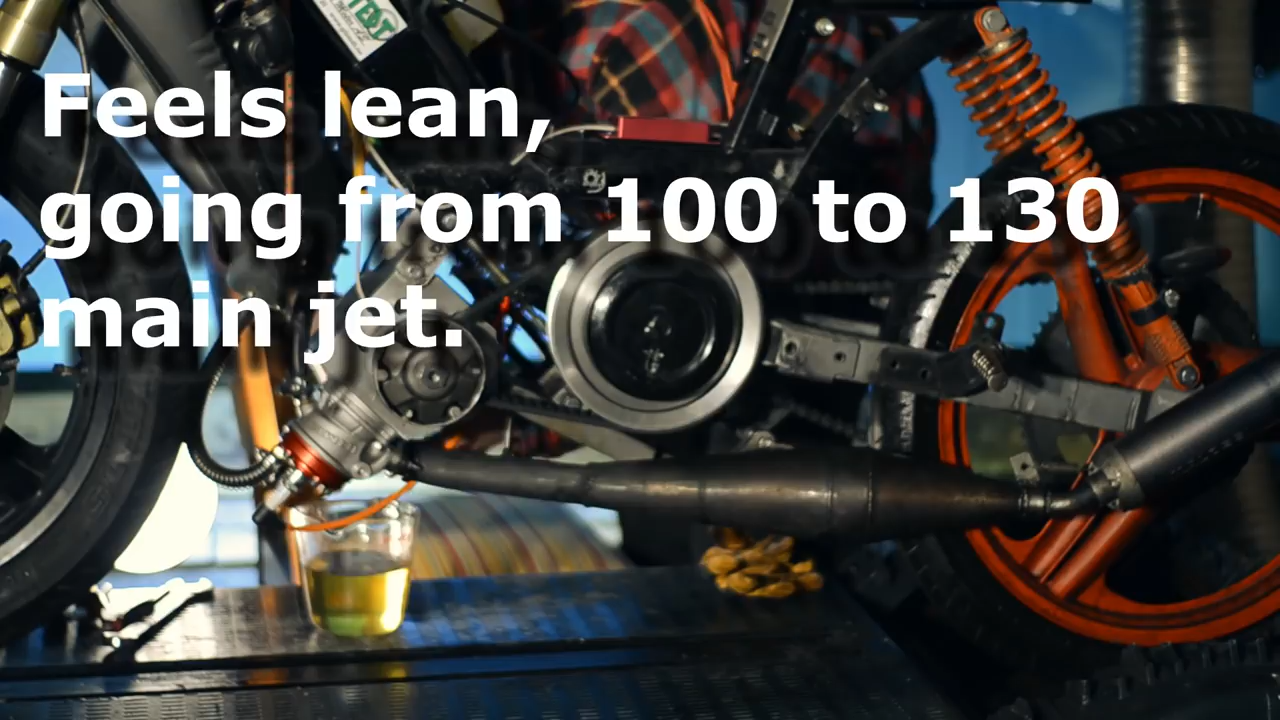 Feels lean,
going from 100 to 130
main jet.